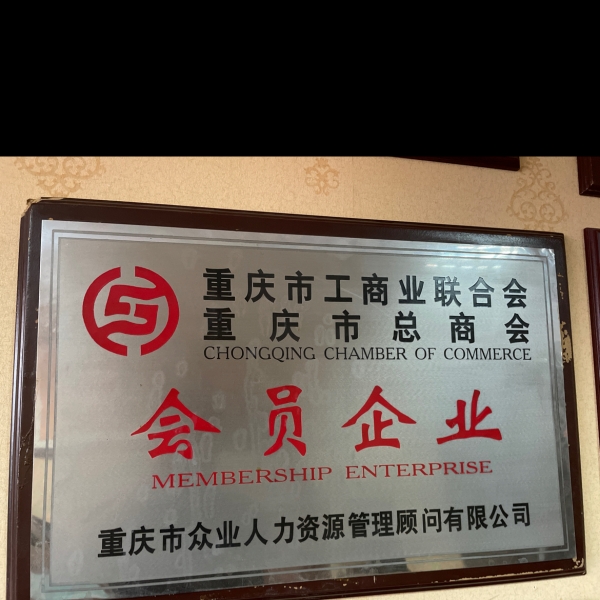 重庆市工商业联合会
重庆市总商会
CHONGQING CHAMBER OF COMMERCE
会员企业
MEMBERSHIP ENTERPRISE
重庆市众业人力资源管理顾问有限公司